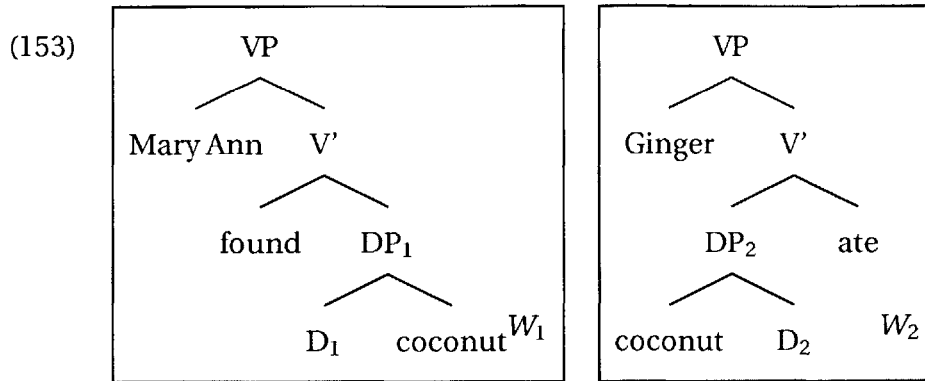 (153) VP VP
Mary Ann V' Ginger V'
found DP₁ DP₂ ate
D₁ coconut W₁ coconut D₂ W₂